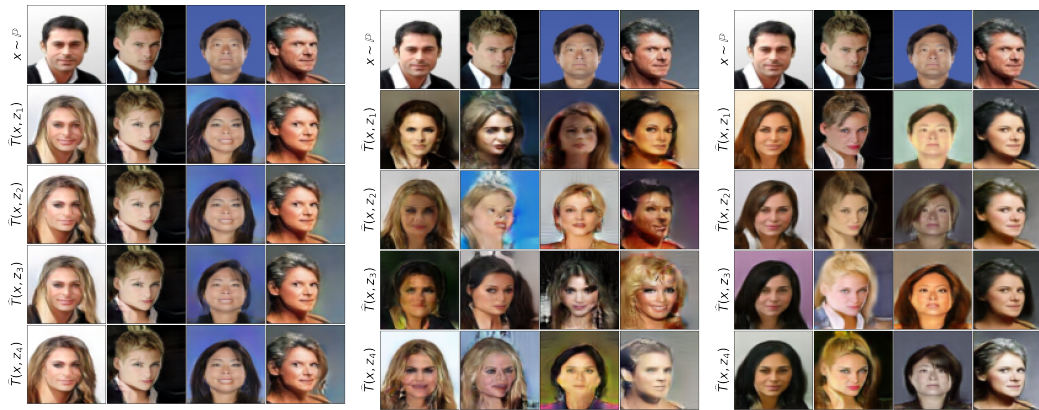 x ~ ℙ
T̂(x, z₁)
T̂(x, z₂)
T̂(x, z₃)
T̂(x, z₄)
x ~ ℙ
T̂(x, z₁)
T̂(x, z₂)
T̂(x, z₃)
T̂(x, z₄)
x ~ ℙ
T̂(x, z₁)
T̂(x, z₂)
T̂(x, z₃)
T̂(x, z₄)